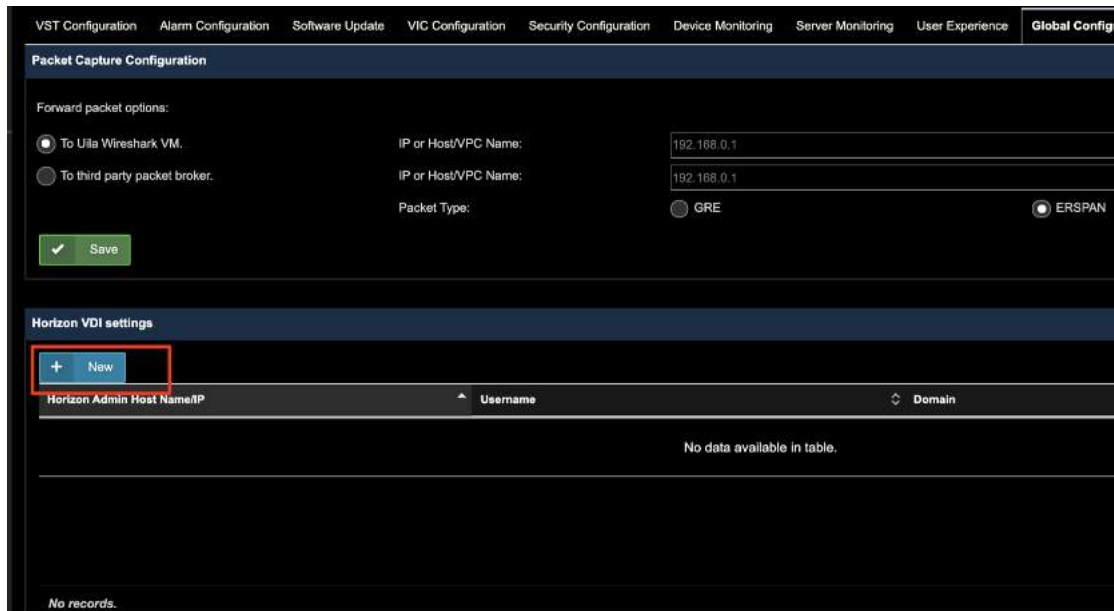 VST Configuration Alarm Configuration Software Update VIC Configuration Security Configuration Device Monitoring Server Monitoring User Experience Global Config
Packet Capture Configuration
Forward packet options:
To Uila Wireshark VM. IP or Host/VPC Name: 192.168.0.1
To third party packet broker. IP or Host/VPC Name: 192.168.0.1
Packet Type: GRE ERSPAN
Save
Horizon VDI settings
+ New
Horizon Admin Host Name/IP Username Domain
No data available in table.
No records.